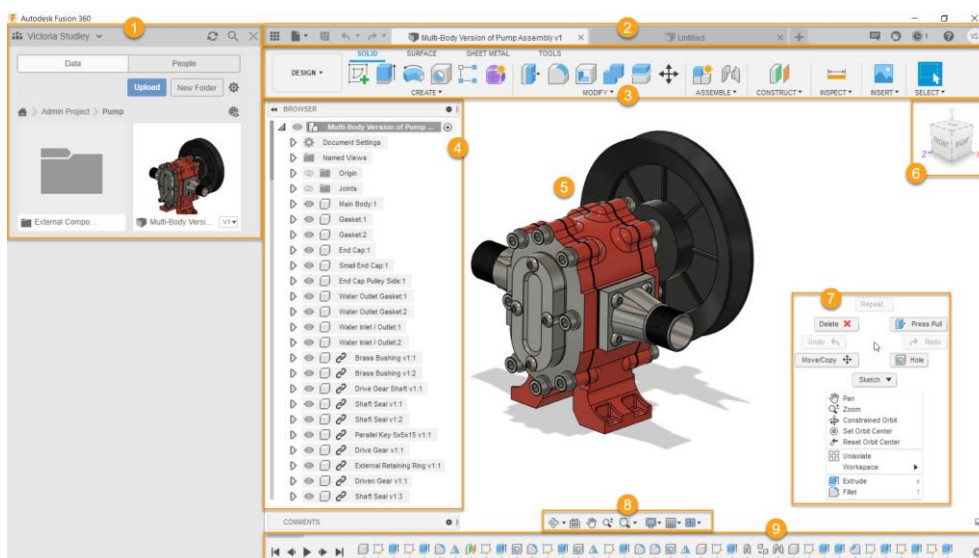 Autodesk Fusion 360
1
Victoria Studley
Data People
Upload New Folder
Admin Project > Pump
External Compo...
Multi-Body Versi... V1
2
Multi-Body Version of Pump Assembly v1
Untitled
1
SOLID SURFACE SHEET METAL TOOLS
DESIGN
CREATE MODIFY ASSEMBLE CONSTRUCT INSPECT INSERT SELECT
3
BROWSER
4
Multi-Body Version of Pump ...
Document Settings
Named Views
Origin
Joints
Main Body:1
Gasket:1
Gasket:2
End Cap:1
Small End Cap:1
End Cap Pulley Side:1
Water Outlet Gasket:1
Water Outlet Gasket:2
Water Inlet / Outlet:1
Water Inlet / Outlet:2
Brass Bushing v1:1
Brass Bushing v1:2
Drive Gear Shaft v1:1
Shaft Seal v1:1
Shaft Seal v1:2
Parallel Key 5x5x15 v1:1
Drive Gear v1:1
External Retaining Ring v1:1
Driven Gear v1:1
Shaft Seal v1:3
COMMENTS
5
FRONT RIGHT
Z X
6
7
Repeat...
Delete Press Pull
Undo Redo
Move/Copy Hole
Sketch
Pan
Zoom
Constrained Orbit
Set Orbit Center
Reset Orbit Center
Unisolate
Workspace
Extrude e
Fillet f
8
9